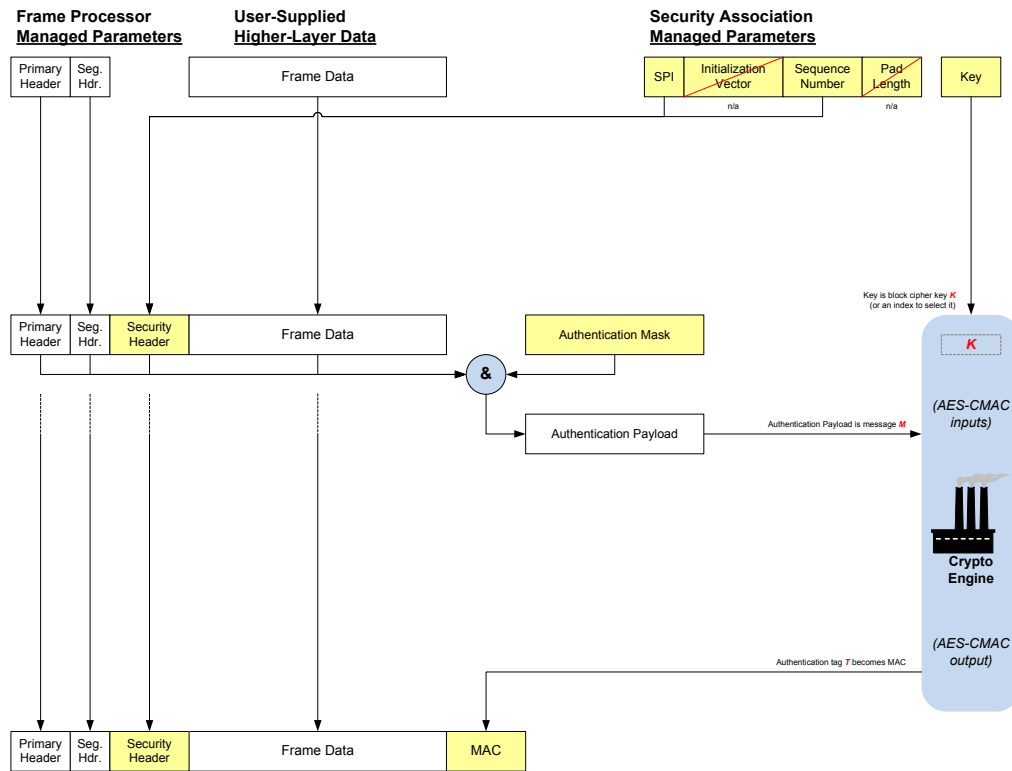 Frame Processor
Managed Parameters
User-Supplied
Higher-Layer Data
Security Association
Managed Parameters
Primary
Header
Seg.
Hdr.
Frame Data
SPI
Initialization
Vector
Sequence
Number
Pad
Length
Key
n/a
n/a
Key is block cipher key K
(or an index to select it)
Primary
Header
Seg.
Hdr.
Security
Header
Frame Data
Authentication Mask
K
&
(AES-CMAC
inputs)
Authentication Payload
Authentication Payload is message M
Crypto
Engine
(AES-CMAC
output)
Authentication tag T becomes MAC
Primary
Header
Seg.
Hdr.
Security
Header
Frame Data
MAC